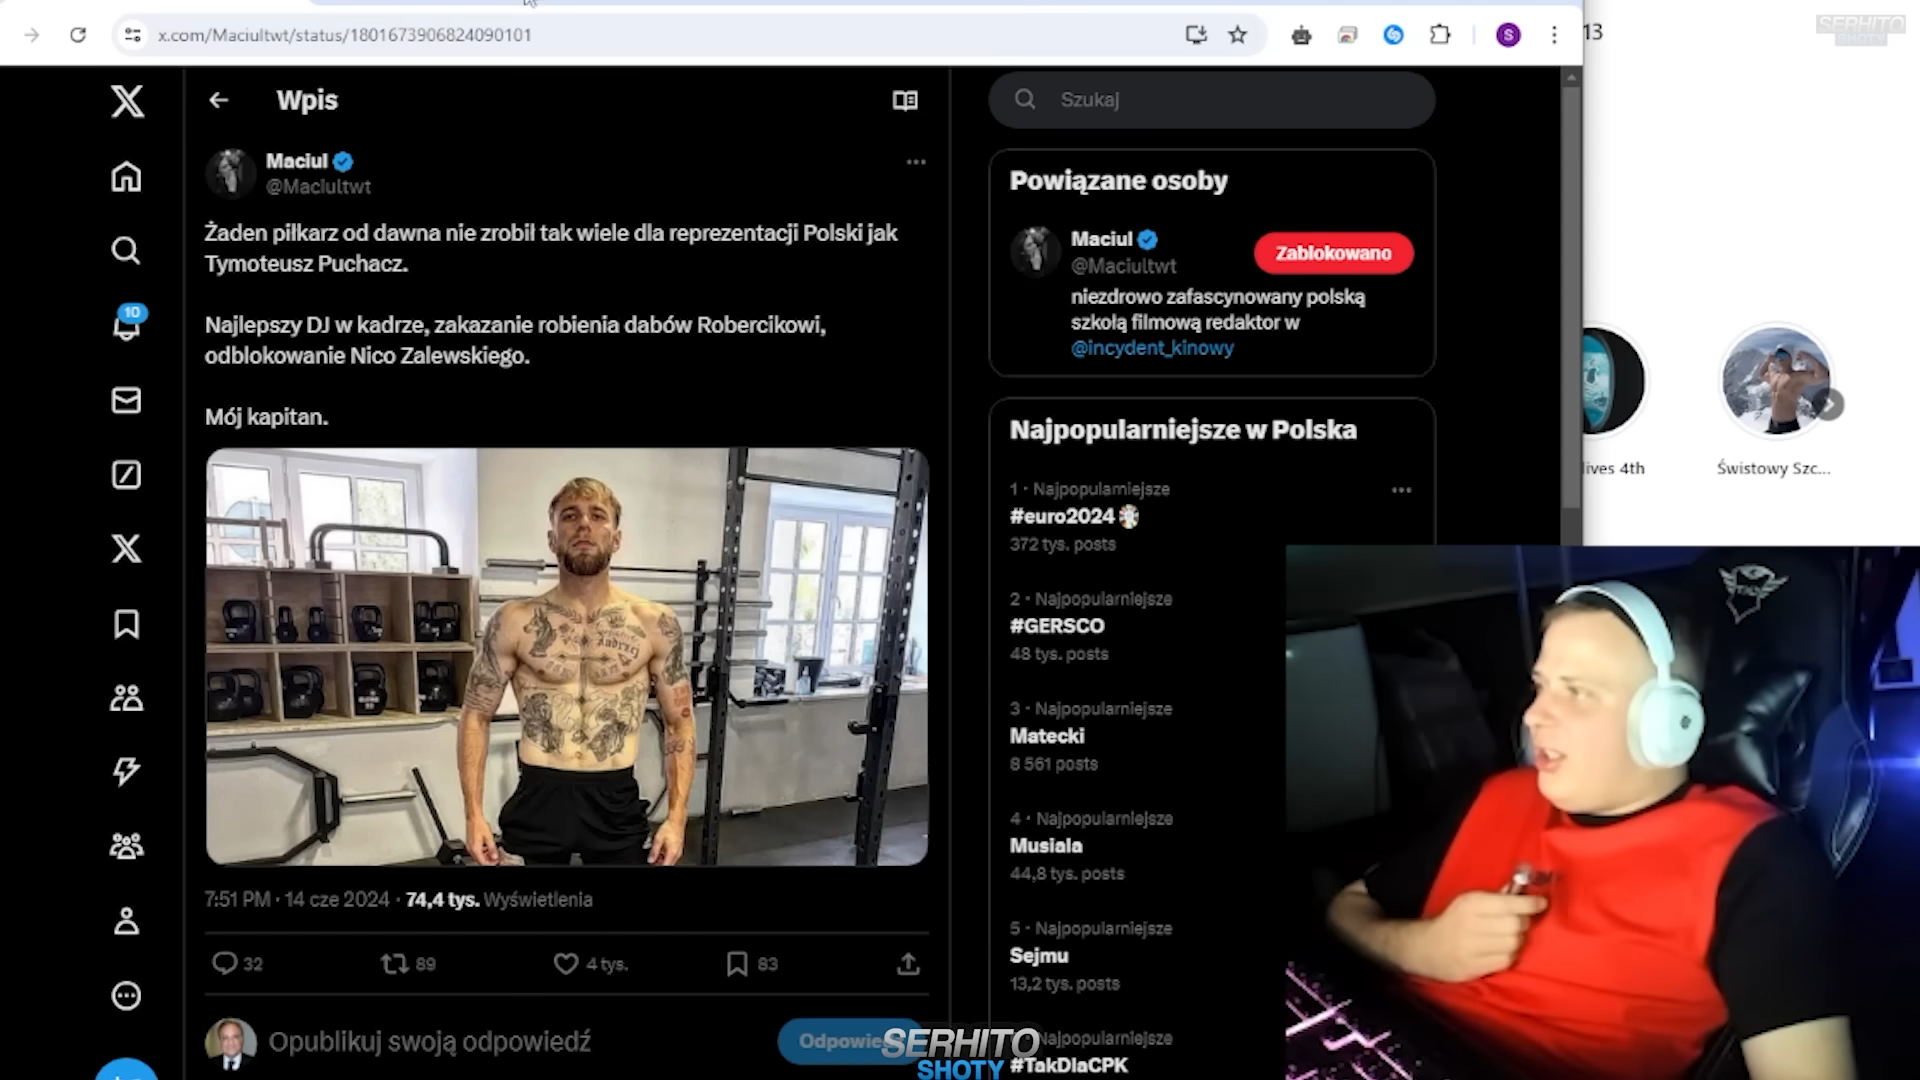 x.com/Maciultwt/status/1801673906824090101
SERHITO
SHOTY
13
Wpis
Szukaj
Maciul
@Maciultwt
Żaden piłkarz od dawna nie zrobił tak wiele dla reprezentacji Polski jak
Tymoteusz Puchacz.
Najlepszy DJ w kadrze, zakazanie robienia dabów Robercikowi,
odblokowanie Nico Zalewskiego.
Mój kapitan.
7:51 PM · 14 cze 2024 · 74,4 tys. Wyświetlenia
32
89
4 tys.
83
Opublikuj swoją odpowiedź
10
Powiązane osoby
Maciul
@Maciultwt
Zablokowano
niezdrowo zafascynowany polską
szkołą filmową redaktor w
@incydent_kinowy
Najpopularniejsze w Polska
1 · Najpopularniejsze
#euro2024
372 tys. posts
2 · Najpopularniejsze
#GERSCO
48 tys. posts
3 · Najpopularniejsze
Matecki
8 561 posts
4 · Najpopularniejsze
Musiala
44,8 tys. posts
5 · Najpopularniejsze
Sejmu
13,2 tys. posts
#TakDlaCPK
lives 4th
Świstowy Szc...
S
SERHITO
SHOTY